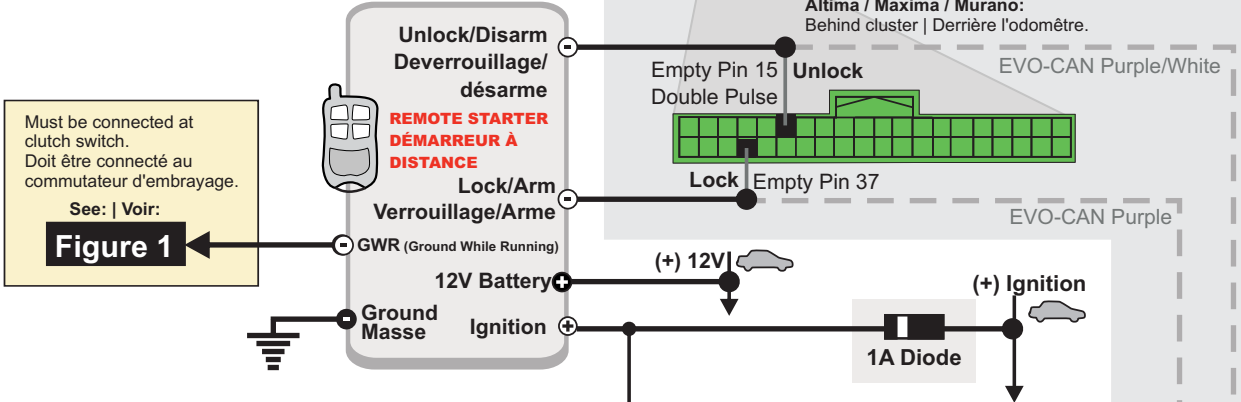 Altima / Maxima / Murano:
Behind cluster | Derrière l'odomêtre.
Unlock/Disarm
Deverrouillage/
désarme
Empty Pin 15
Double Pulse
Unlock
EVO-CAN Purple/White
REMOTE STARTER
DÉMARREUR À
DISTANCE
Must be connected at
clutch switch.
Doit être connecté au
commutateur d'embrayage.
See: | Voir:
Figure 1
Lock/Arm
Verrouillage/Arme
Lock
Empty Pin 37
EVO-CAN Purple
GWR (Ground While Running)
12V Battery
(+) 12V
(+) Ignition
Ground
Masse
Ignition
1A Diode